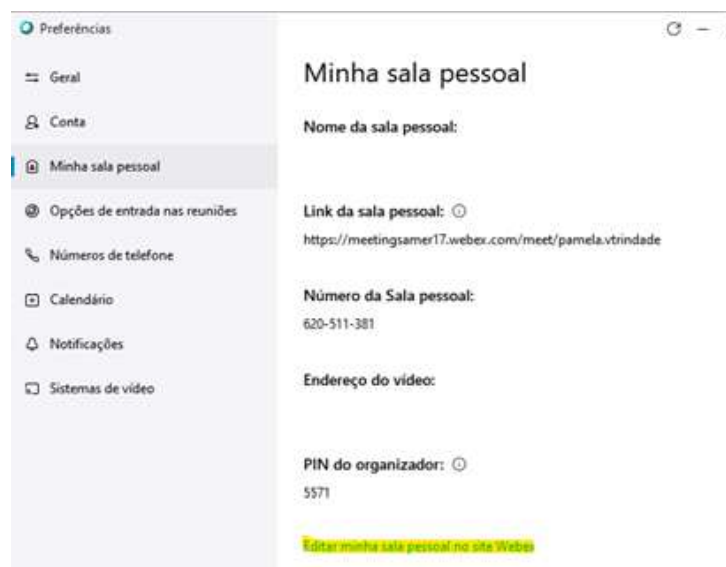 Preferências
Geral
Conta
Minha sala pessoal
Opções de entrada nas reuniões
Números de telefone
Calendário
Notificações
Sistemas de vídeo
Minha sala pessoal
Nome da sala pessoal:
Link da sala pessoal:
https://meetingsamer17.webex.com/meet/pamela.vtrindade
Número da Sala pessoal:
620-511-381
Endereço do vídeo:
PIN do organizador:
5571
Editar minha sala pessoal no site Webex